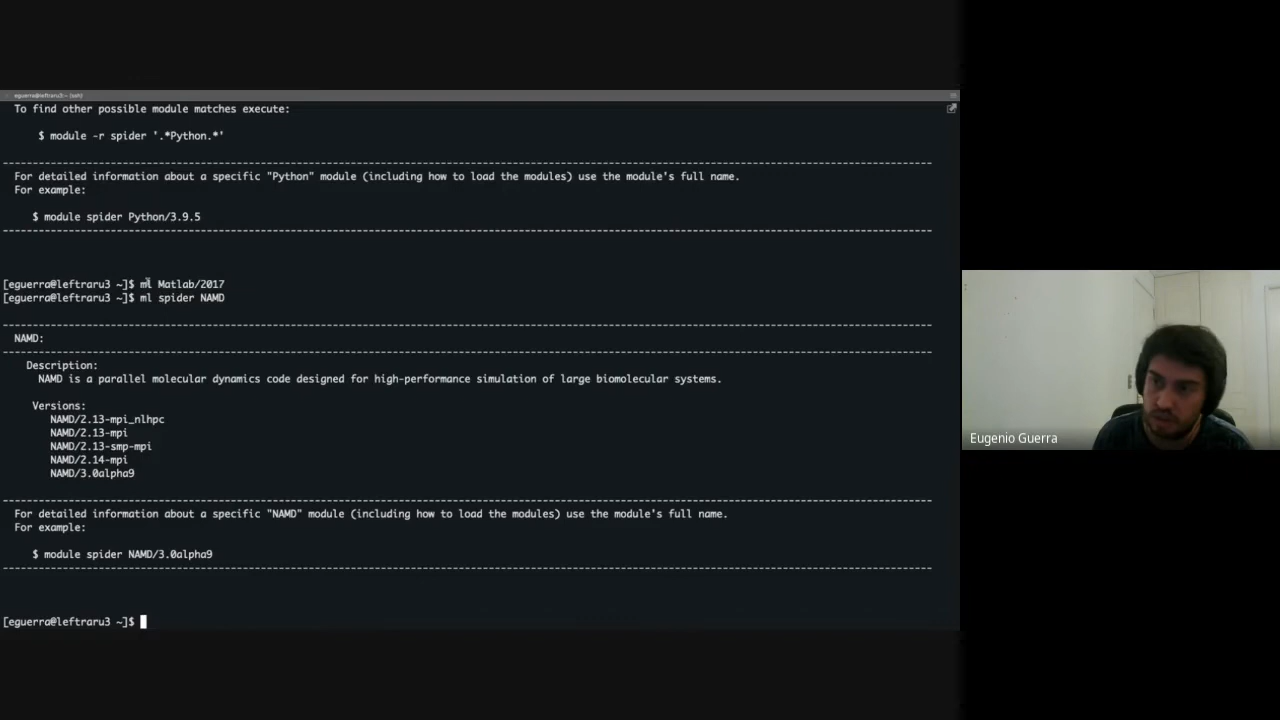 eguerra@leftraru3:~ (ssh)
To find other possible module matches execute:
$ module -r spider '.*Python.*'
--------------------------------------------------------------------------------
For detailed information about a specific "Python" module (including how to load the modules) use the module's full name.
For example:
$ module spider Python/3.9.5
--------------------------------------------------------------------------------
[eguerra@leftraru3 ~]$ ml Matlab/2017
[eguerra@leftraru3 ~]$ ml spider NAMD
--------------------------------------------------------------------------------
NAMD:
--------------------------------------------------------------------------------
Description:
NAMD is a parallel molecular dynamics code designed for high-performance simulation of large biomolecular systems.
Versions:
NAMD/2.13-mpi_nlhpc
NAMD/2.13-mpi
NAMD/2.13-smp-mpi
NAMD/2.14-mpi
NAMD/3.0alpha9
--------------------------------------------------------------------------------
For detailed information about a specific "NAMD" module (including how to load the modules) use the module's full name.
For example:
$ module spider NAMD/3.0alpha9
--------------------------------------------------------------------------------
[eguerra@leftraru3 ~]$
Eugenio Guerra